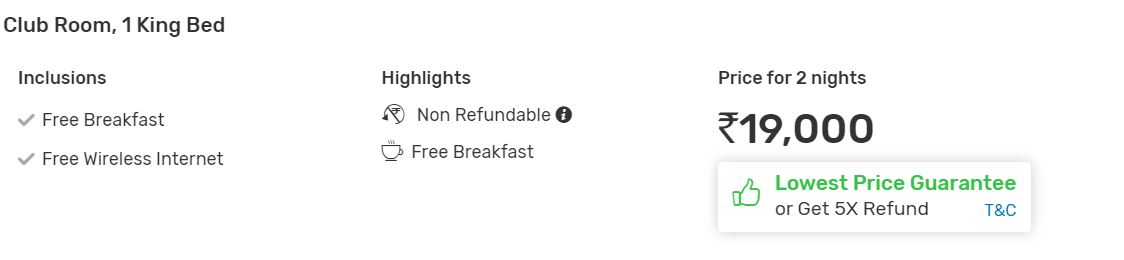 Club Room, 1 King Bed
Inclusions
Free Breakfast
Free Wireless Internet
Highlights
Non Refundable
Free Breakfast
Price for 2 nights
₹19,000
Lowest Price Guarantee
or Get 5X Refund T&C